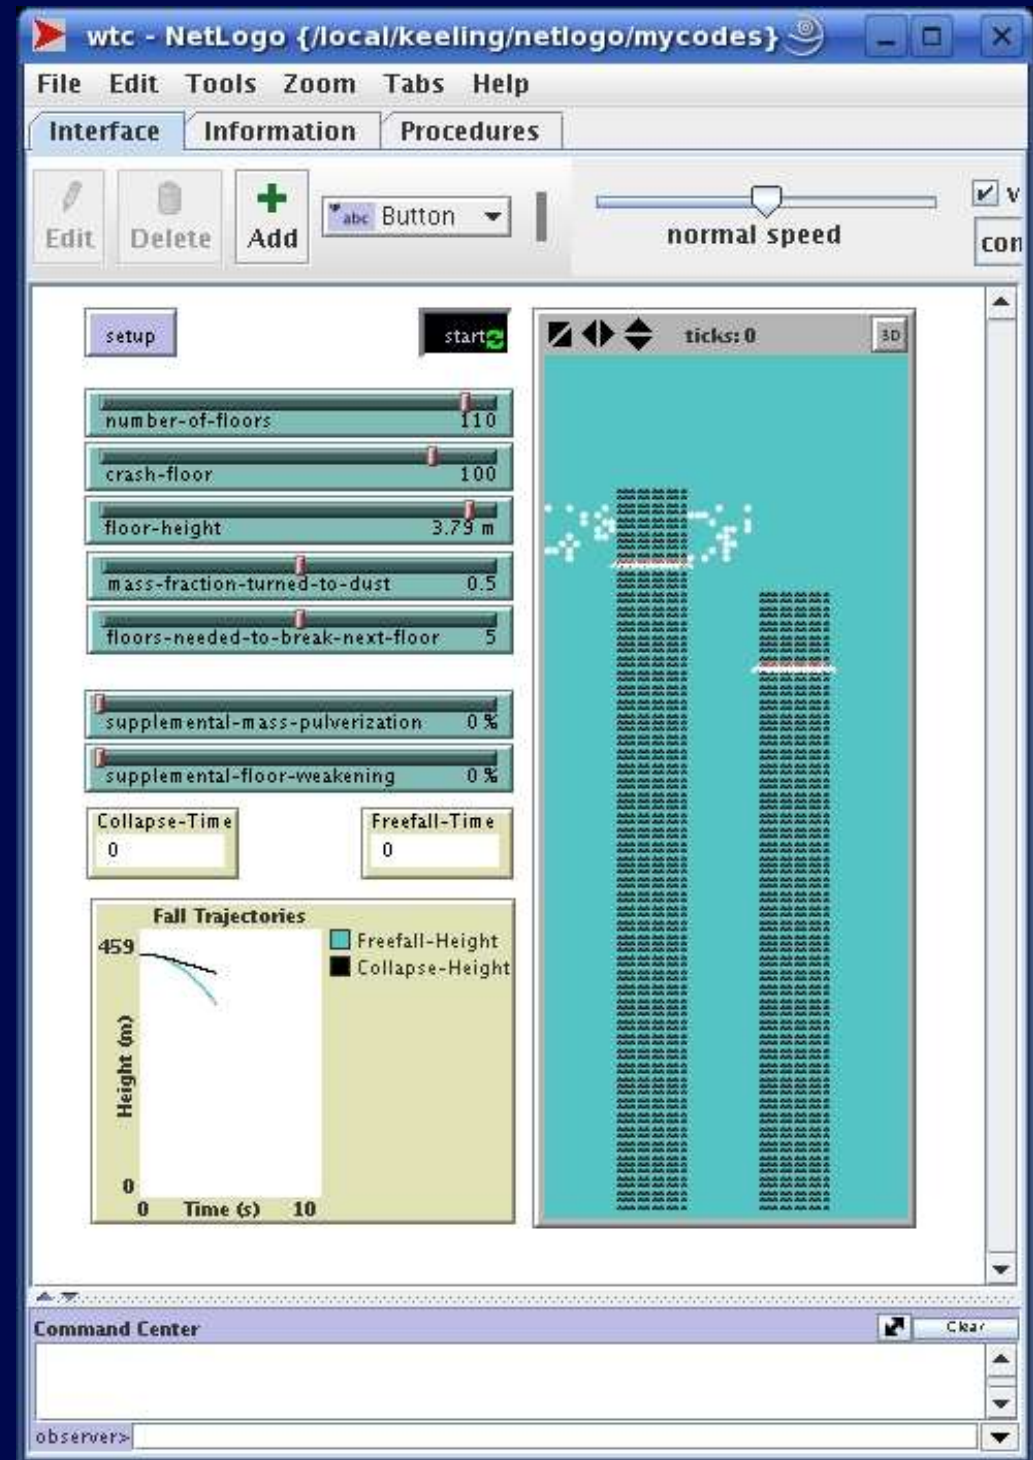 wtc - NetLogo {/local/keeling/netlogo/mycodes}
File Edit Tools Zoom Tabs Help
Interface Information Procedures
Edit Delete Add abc Button normal speed v
con
setup start ticks: 0 3D
number-of-floors 110
crash-floor 100
floor-height 3.79 m
mass-fraction-turned-to-dust 0.5
floors-needed-to-break-next-floor 5
supplemental-mass-pulverization 0 %
supplemental-floor-weakening 0 %
Collapse-Time Freefall-Time
0 0
Fall Trajectories
459
Freefall-Height
Collapse-Height
Height (m)
0
0 Time (s) 10
Command Center Clear
observer>